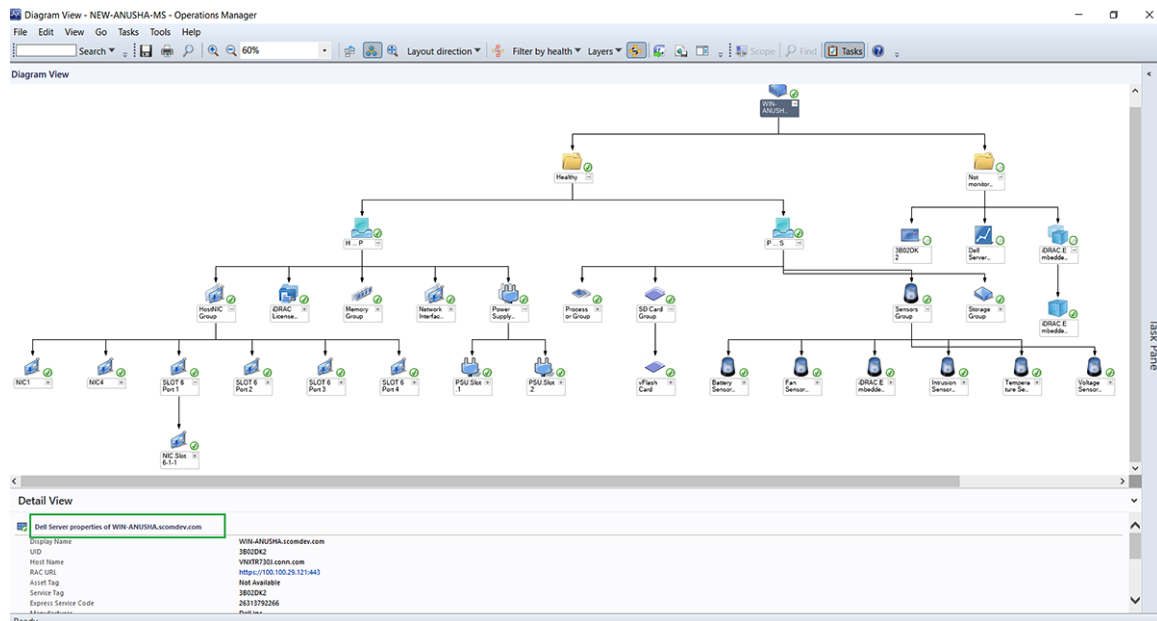 Diagram View - NEW-ANUSHA-MS - Operations Manager
File Edit View Go Tasks Tools Help
Search 60% Layout direction Filter by health Layers Scope Find Tasks
Diagram View
WIN-
ANUSH..
Healthy
Not
monitor..
H ...P
P ...S
3B02DK
2
Dell
Server..
iDRAC.E
mbedde..
HostNIC
Group
iDRAC
License..
Memory
Group
Network
Interfac..
Power
Supply..
Process
or Group
SD Card
Group
Sensors
Group
Storage
Group
iDRAC.E
mbedde..
NIC1
NIC4
SLOT 6
Port 1
SLOT 6
Port 2
SLOT 6
Port 3
SLOT 6
Port 4
PSU.Slot
.1
PSU.Slot
.2
vFlash
Card
Battery
Sensor..
Fan
Sensor..
iDRAC.E
mbedde..
Intrusion
Sensor..
Tempera
ture Se..
Voltage
Sensor..
NIC.Slot.
6-1-1
Task Pane
Detail View
Dell Server properties of WIN-ANUSHA.scomdev.com
Display Name WIN-ANUSHA.scomdev.com
UID 3B02DK2
Host Name VNXTR730J.conn.com
RAC URL https://100.100.29.121:443
Asset Tag Not Available
Service Tag 3B02DK2
Express Service Code 26313792266
Manufacturer Dell Inc.
Ready